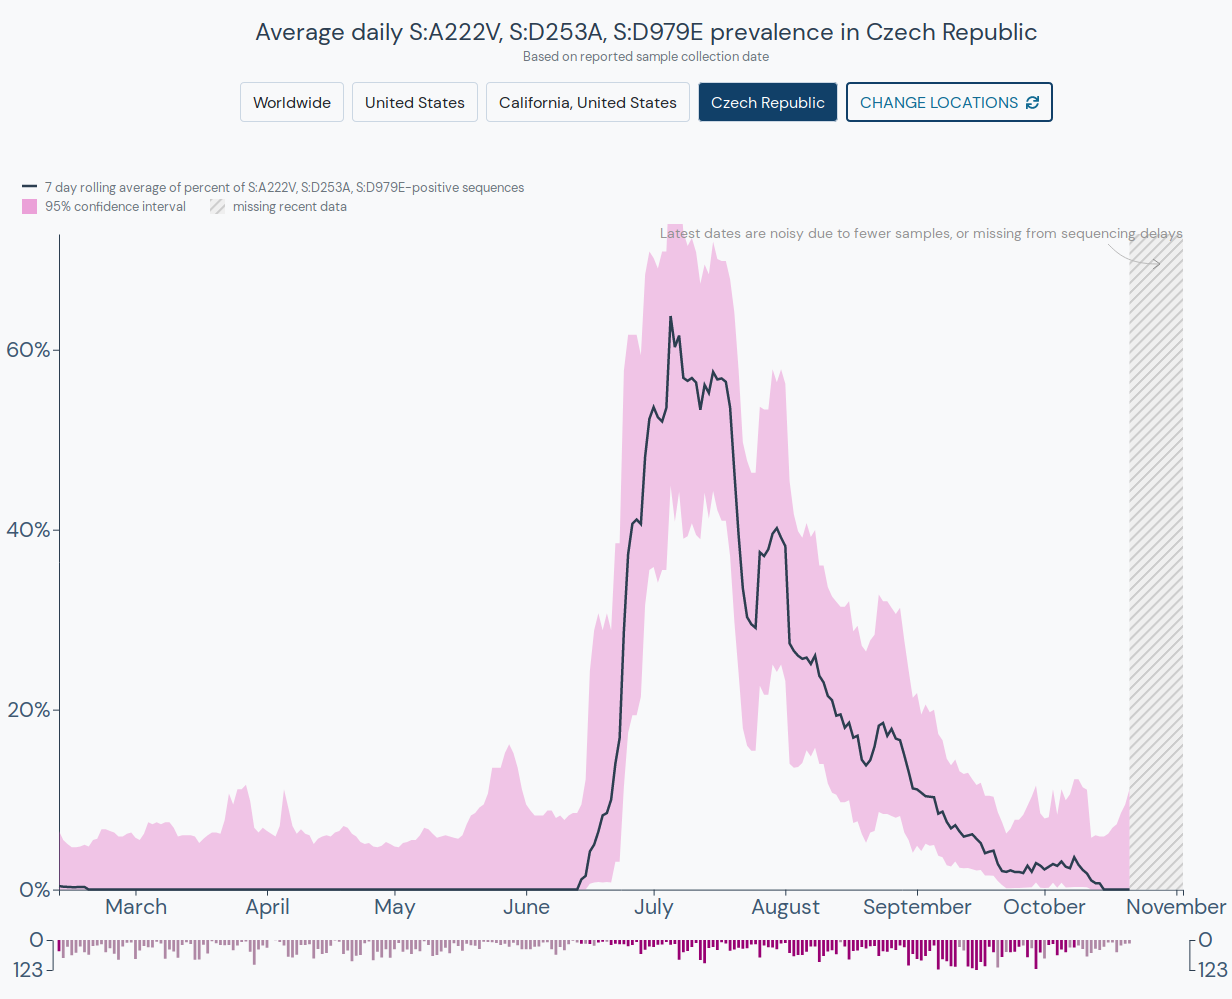 Average daily S:A222V, S:D253A, S:D979E prevalence in Czech Republic
Based on reported sample collection date
Worldwide United States California, United States Czech Republic CHANGE LOCATIONS
7 day rolling average of percent of S:A222V, S:D253A, S:D979E-positive sequences
95% confidence interval missing recent data
Latest dates are noisy due to fewer samples, or missing from sequencing delays
60%
40%
20%
0%
March April May June July August September October November
0 0
123 123